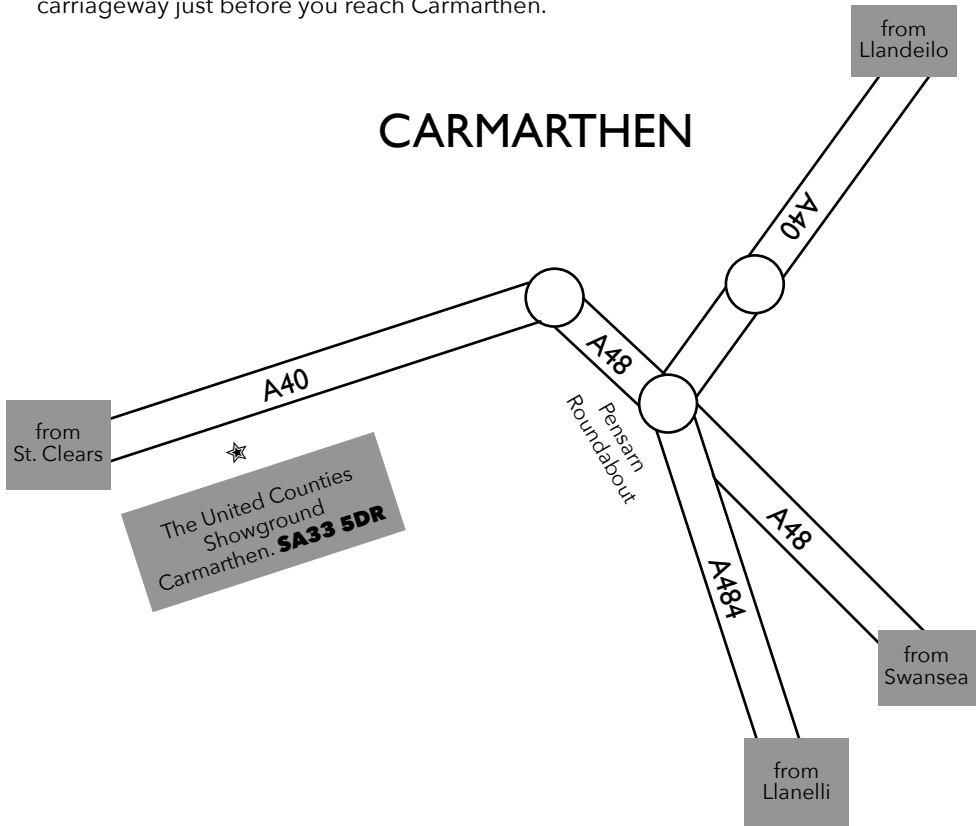 carriageway just before you reach Carmarthen.
from
Llandeilo
CARMARTHEN
A40
A48
A40
from
St. Clears
Pensarn
Roundabout
The United Counties
Showground
Carmarthen. SA33 5DR
A48
A484
from
Swansea
from
Llanelli